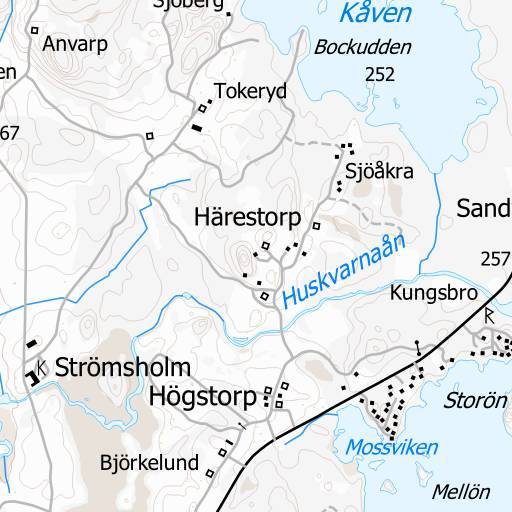 Sjöberg
Kåven
Anvarp
Bockudden
en
252
Tokeryd
67
Sjöåkra
Härestorp
Sand
Huskvarnaån
257
Kungsbro
R
K
Strömsholm
Högstorp
Storön
Mossviken
Björkelund
Mellön